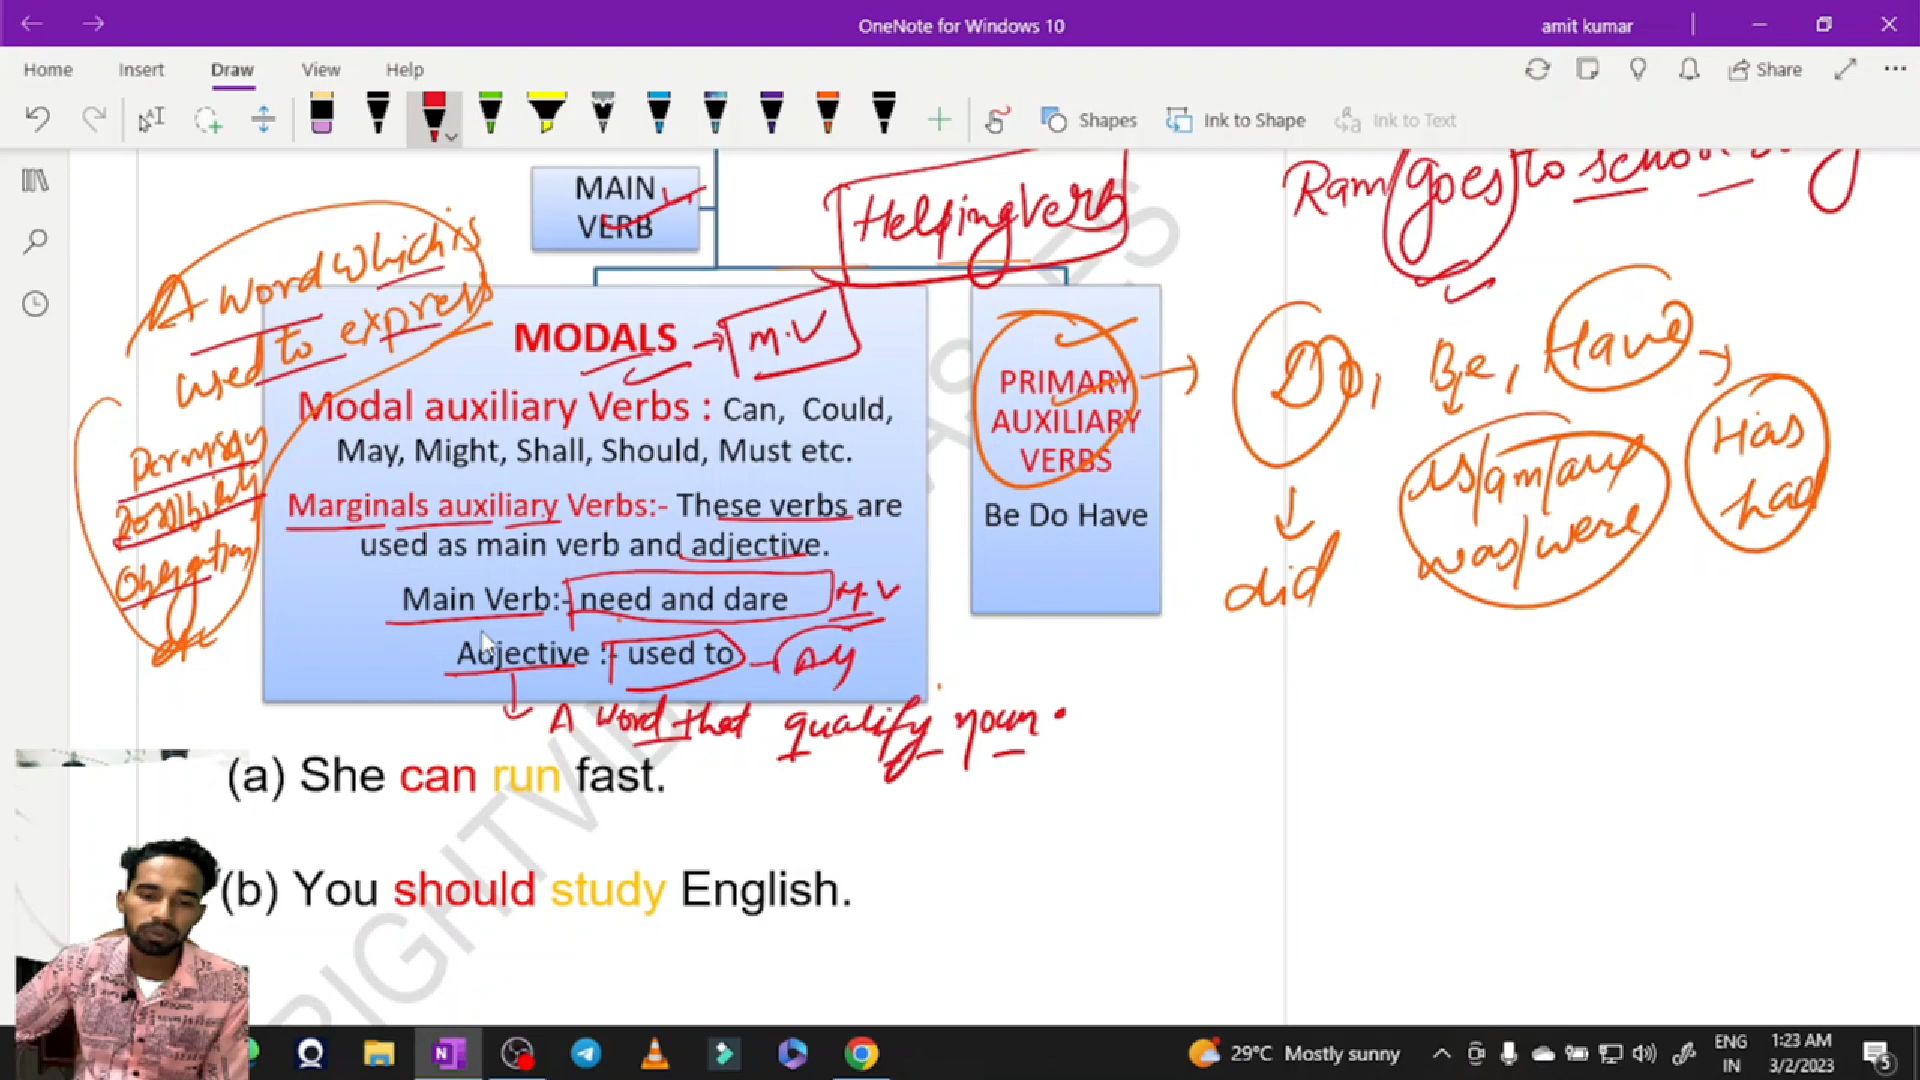 OneNote for Windows 10
amit kumar
Home Insert Draw View Help
Share
Shapes Ink to Shape Ink to Text
MAIN
VERB
Helping Verb
Ram goes to school
A word which is
used to express
MODALS → M.V
Modal auxiliary Verbs : Can, Could,
May, Might, Shall, Should, Must etc.
Marginals auxiliary Verbs:- These verbs are
used as main verb and adjective.
Main Verb:- need and dare M.V
Adjective :- used to
A word that qualify noun
PRIMARY
AUXILIARY
VERBS
Be Do Have
Do, Be, Have
did
is/am/are
was/were
Has
had
etc
(a) She can run fast.
(b) You should study English.
29°C Mostly sunny
ENG
IN
1:23 AM
3/2/2023
5